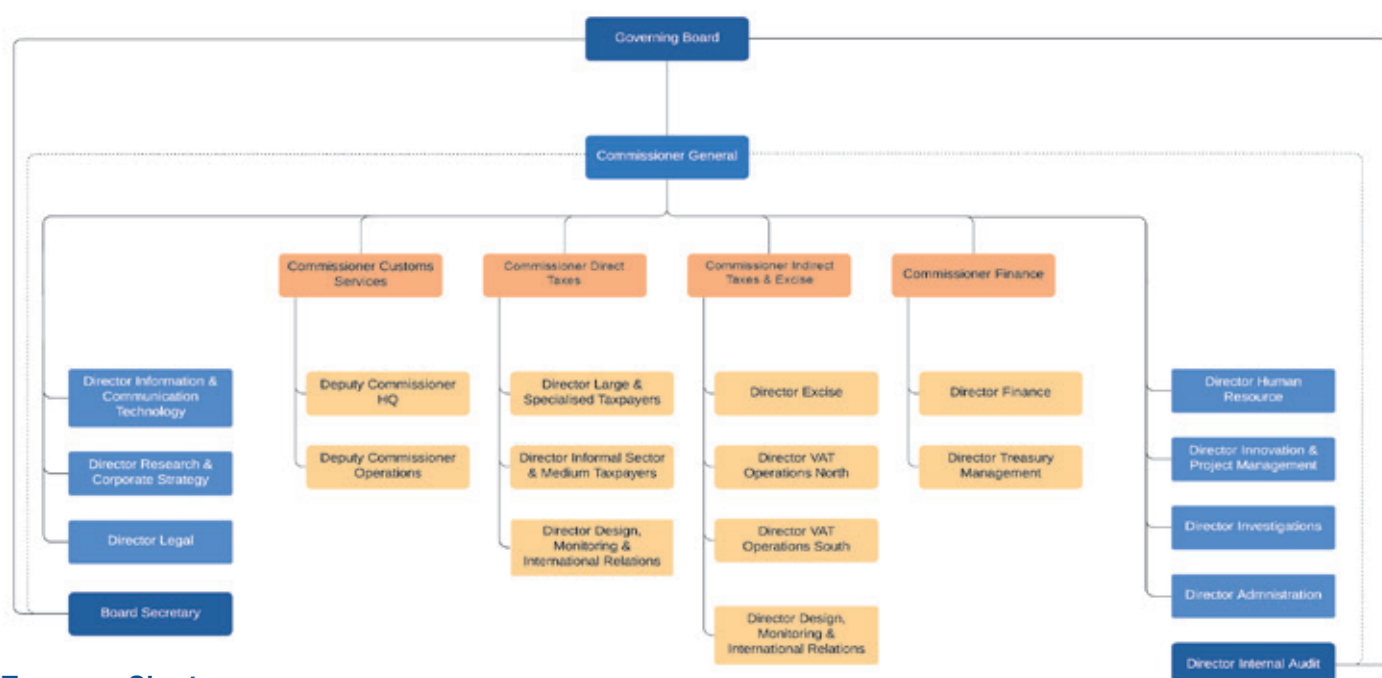 Governing Board
Commissioner General
Commissioner Customs
Services
Commissioner Direct
Taxes
Commissioner Indirect
Taxes & Excise
Commissioner Finance
Director Information &
Communication
Technology
Director Research &
Corporate Strategy
Director Legal
Board Secretary
Deputy Commissioner
HQ
Deputy Commissioner
Operations
Director Large &
Specialised Taxpayers
Director Informal Sector
& Medium Taxpayers
Director Design,
Monitoring &
International Relations
Director Excise
Director VAT
Operations North
Director VAT
Operations South
Director Design,
Monitoring &
International Relations
Director Finance
Director Treasury
Management
Director Human
Resource
Director Innovation &
Project Management
Director Investigations
Director Admnistration
Director Internal Audit